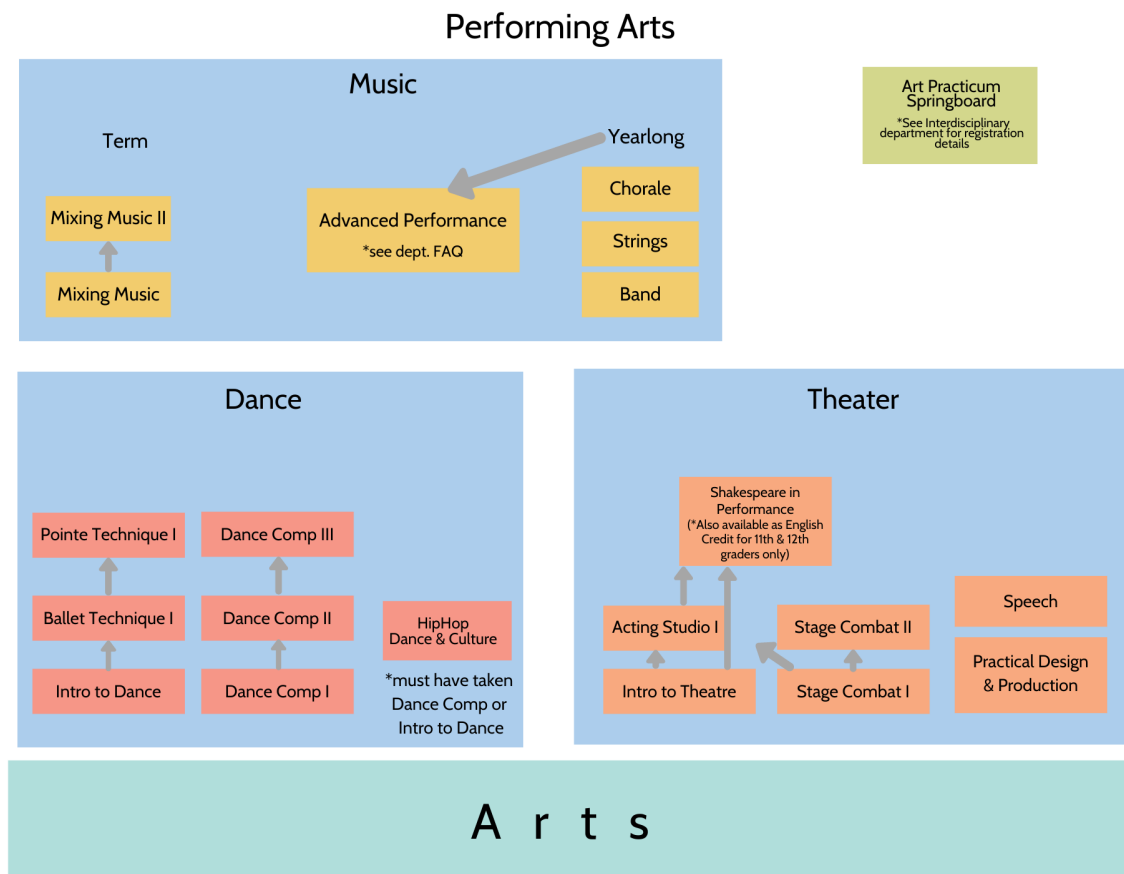 Performing Arts
Music
Term
Yearlong
Mixing Music II
Mixing Music
Advanced Performance
*see dept. FAQ
Chorale
Strings
Band
Art Practicum
Springboard
*See Interdisciplinary
department for registration
details
Dance
Pointe Technique I
Dance Comp III
Ballet Technique I
Dance Comp II
Intro to Dance
Dance Comp I
HipHop
Dance & Culture
*must have taken
Dance Comp or
Intro to Dance
Theater
Shakespeare in
Performance
(*Also available as English
Credit for 11th & 12th
graders only)
Acting Studio I
Stage Combat II
Intro to Theatre
Stage Combat I
Speech
Practical Design
& Production
A r t s